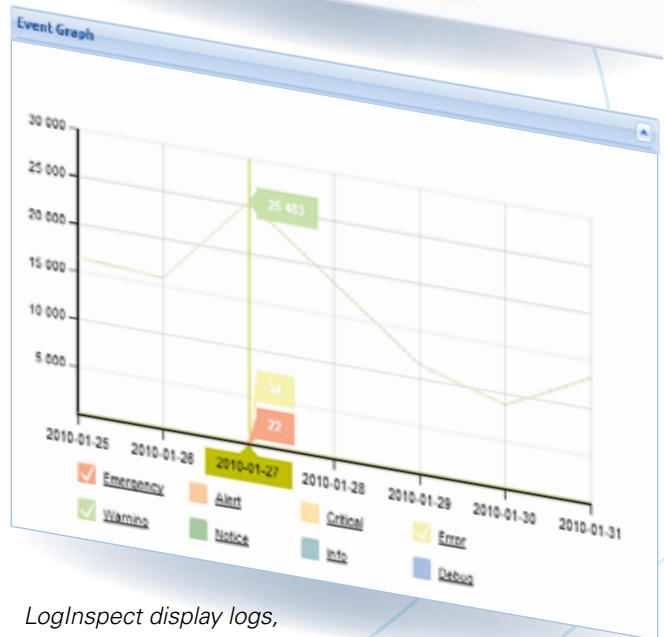 Event Graph
30 000
25 000
20 000
15 000
10 000
5 000
25 483
34
22
2010-01-25
2010-01-26
2010-01-27
2010-01-28
2010-01-29
2010-01-30
2010-01-31
Emergency
Alert
Critical
Error
Warning
Notice
Info
Debug
LogInspect display logs,